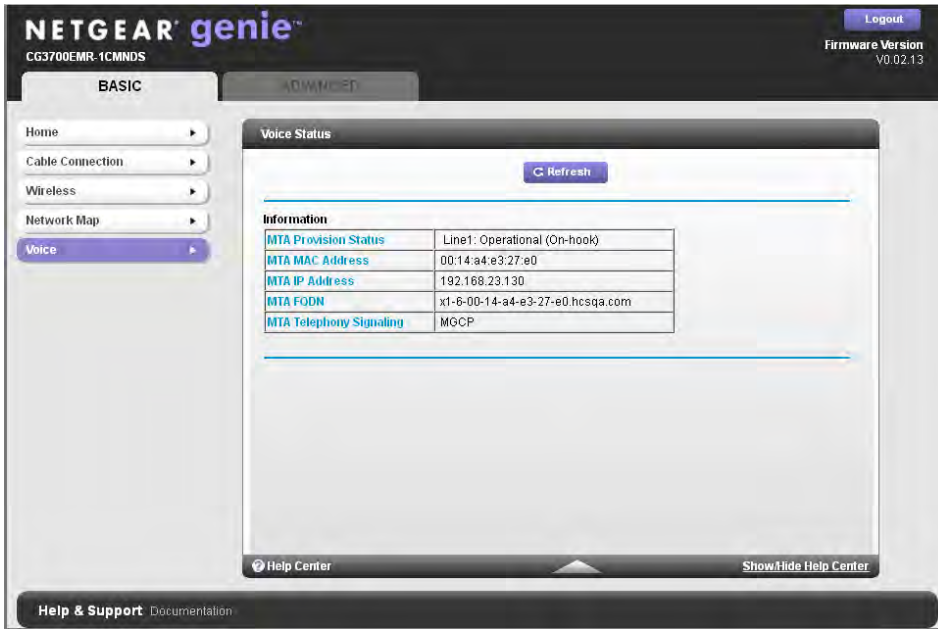 NETGEAR® genie™
Logout
CG3700EMR-1CMNDS
Firmware Version
V0.02.13
BASIC
ADVANCED
Home
Cable Connection
Wireless
Network Map
Voice
Voice Status
Refresh
Information
MTA Provision Status Line1: Operational (On-hook)
MTA MAC Address 00:14:a4:e3:27:e0
MTA IP Address 192.168.23.130
MTA FQDN x1-6-00-14-a4-e3-27-e0.hcsqa.com
MTA Telephony Signaling MGCP
Help Center
Show/Hide Help Center
Help & Support Documentation